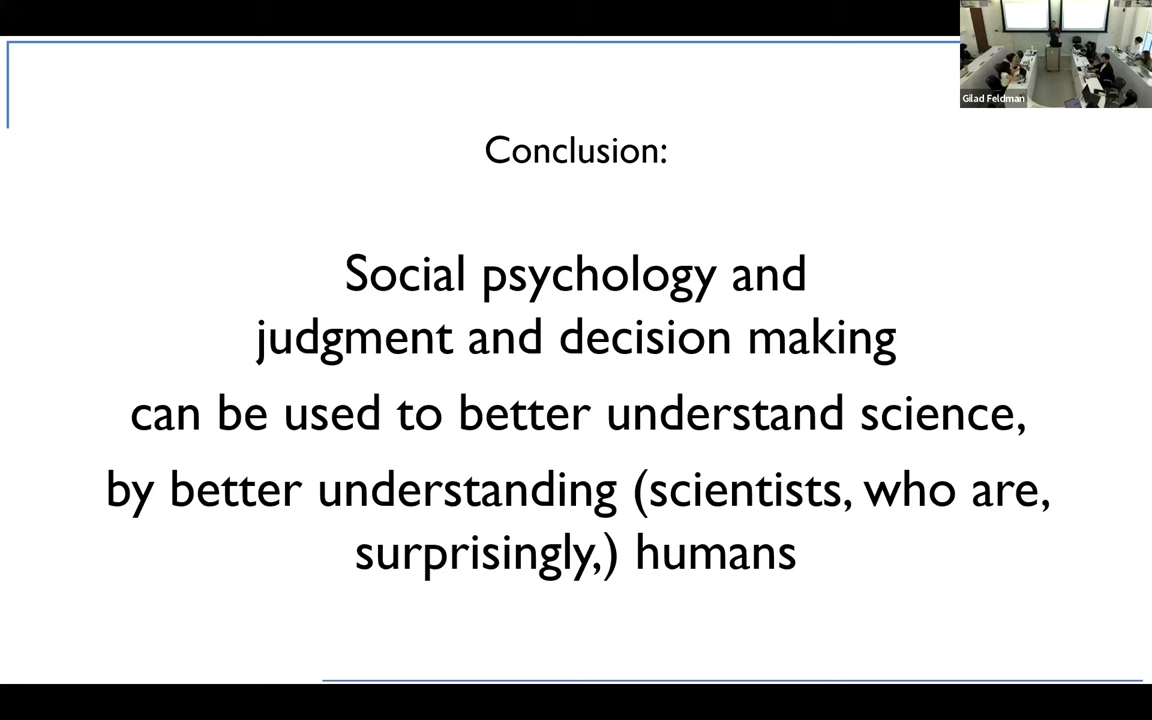 Gilad Feldman
Conclusion:
Social psychology and
judgment and decision making
can be used to better understand science,
by better understanding (scientists, who are,
surprisingly,) humans